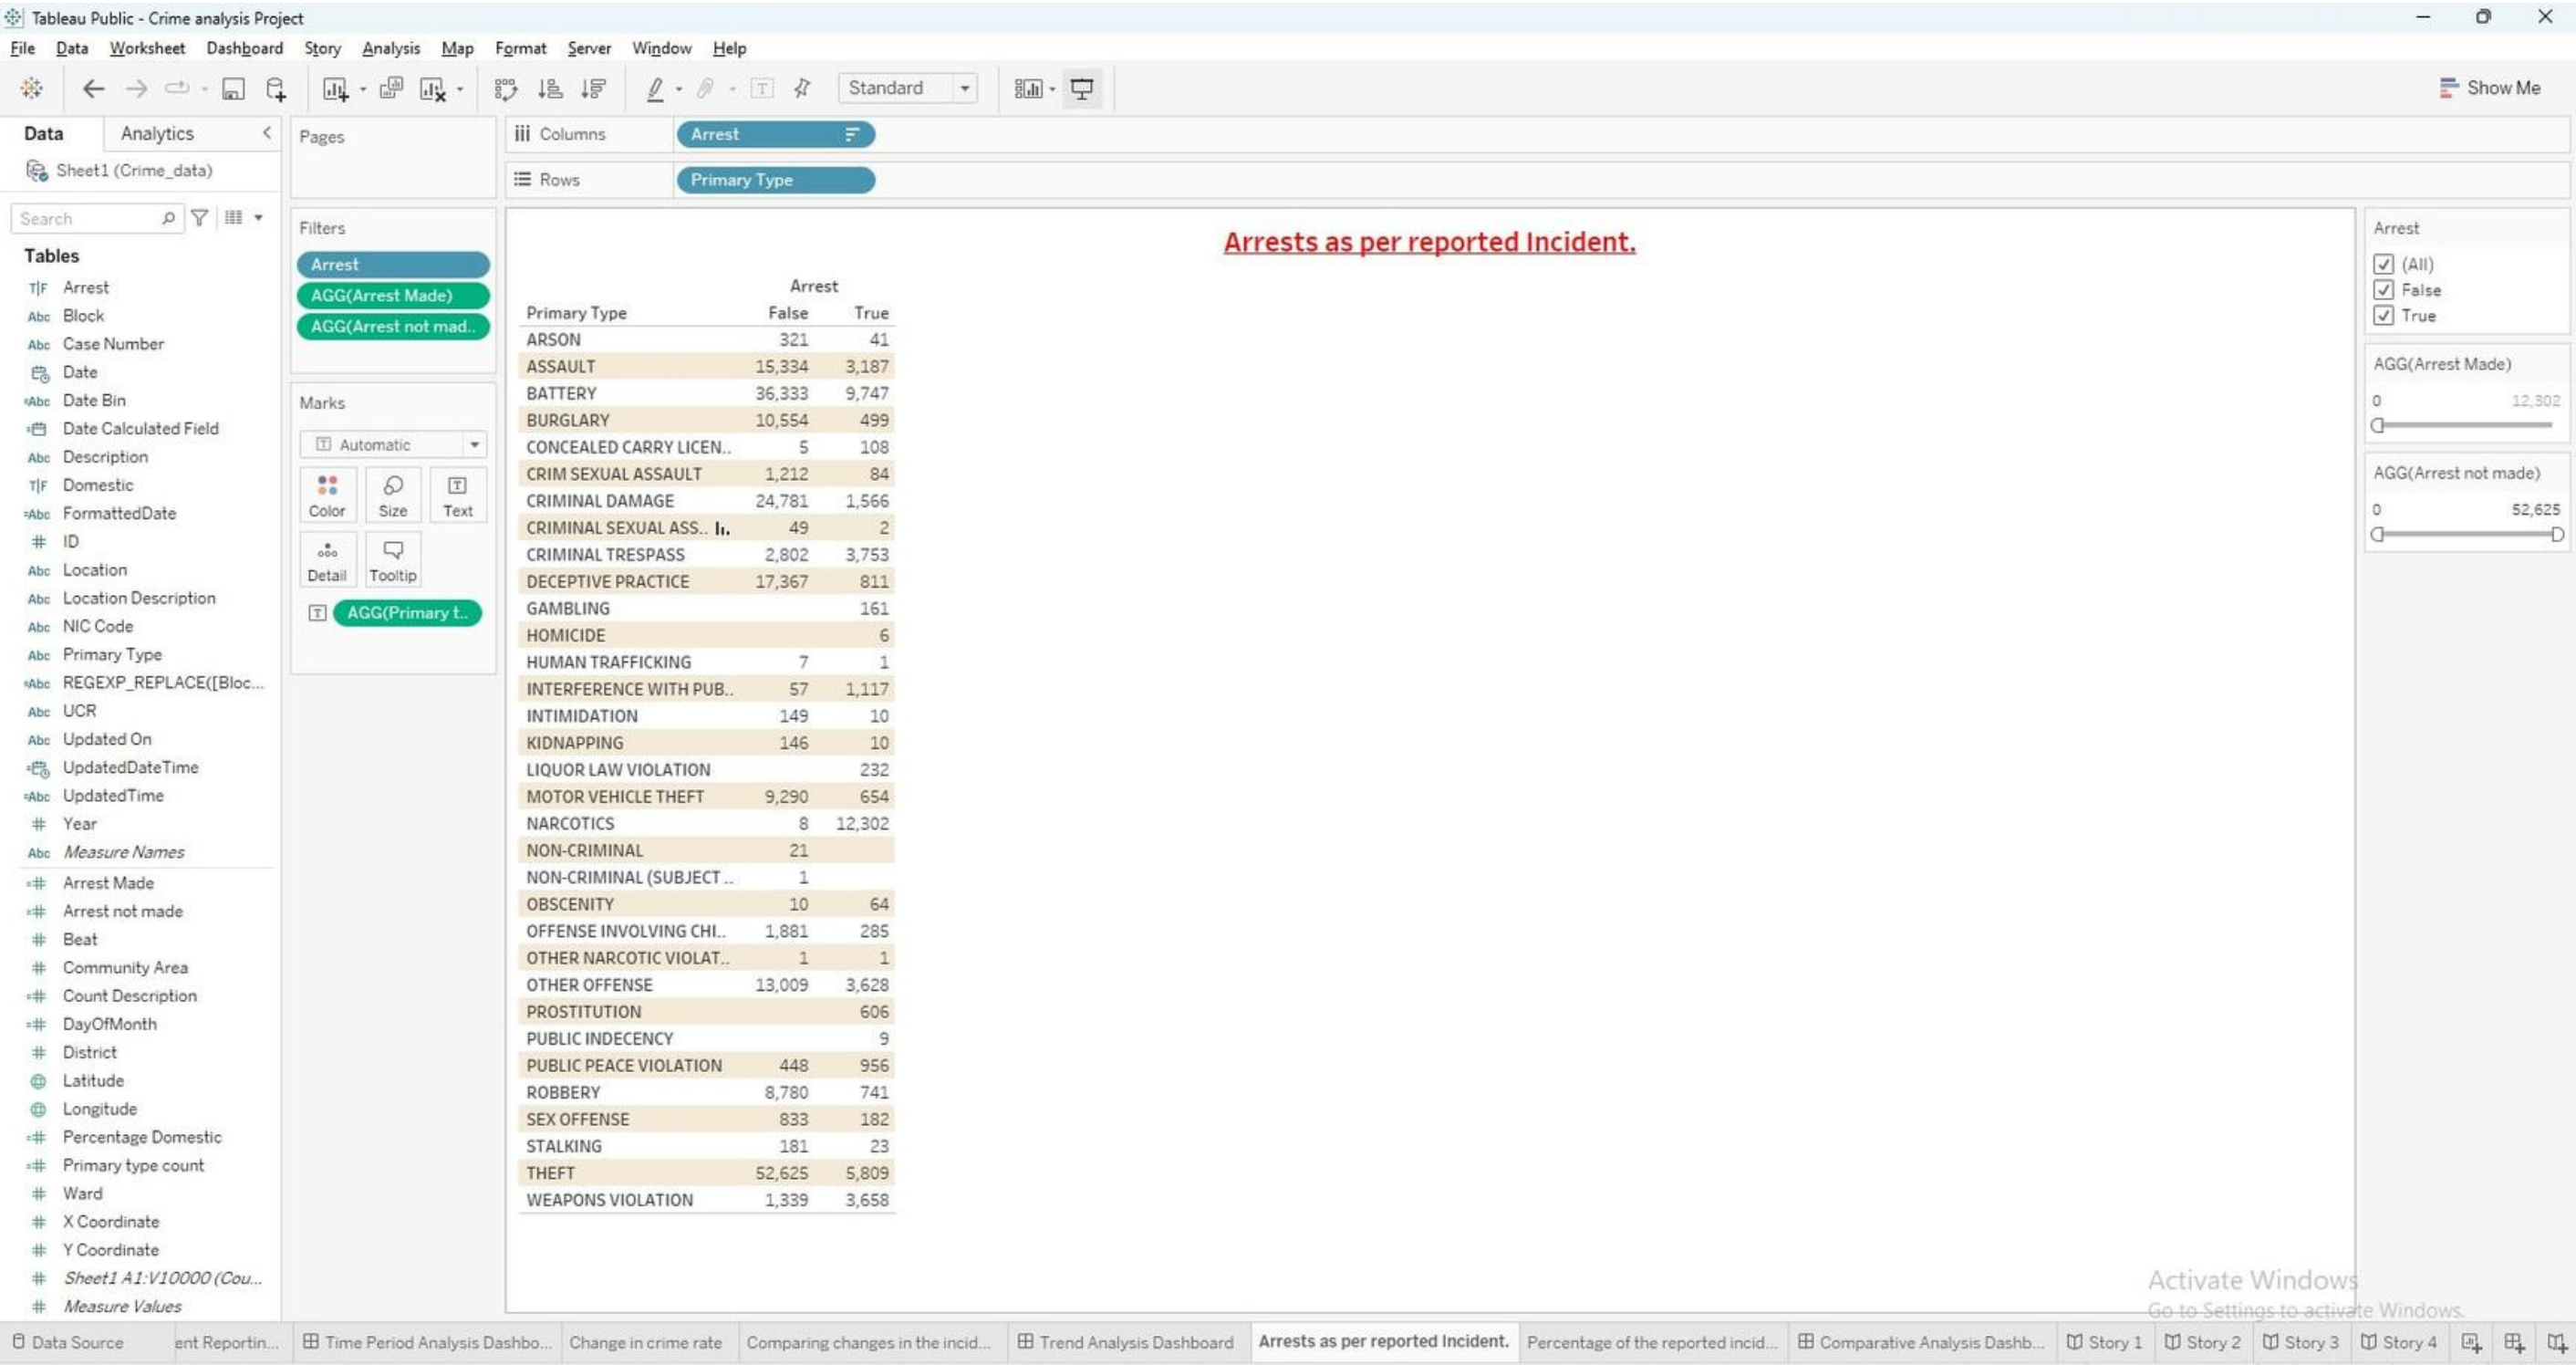 Tableau Public - Crime analysis Project
File Data Worksheet Dashboard Story Analysis Map Format Server Window Help
Standard
Show Me
Data Analytics
Sheet1 (Crime_data)
Search
Tables
T|F Arrest
Abc Block
Abc Case Number
Date
=Abc Date Bin
Date Calculated Field
Abc Description
T|F Domestic
=Abc FormattedDate
# ID
Abc Location
Abc Location Description
Abc NIC Code
Abc Primary Type
=Abc REGEXP_REPLACE([Bloc...
Abc UCR
Abc Updated On
UpdatedDateTime
=Abc UpdatedTime
# Year
Abc Measure Names
=# Arrest Made
=# Arrest not made
# Beat
# Community Area
=# Count Description
=# DayOfMonth
# District
Latitude
Longitude
=# Percentage Domestic
=# Primary type count
# Ward
# X Coordinate
# Y Coordinate
# Sheet1 A1:V10000 (Cou...
# Measure Values
Pages
Filters
Arrest
AGG(Arrest Made)
AGG(Arrest not mad..
Marks
Automatic
Color Size Text
Detail Tooltip
AGG(Primary t..
Columns Arrest
Rows Primary Type
Arrests as per reported Incident.
Arrest
Primary Type False True
ARSON 321 41
ASSAULT 15,334 3,187
BATTERY 36,333 9,747
BURGLARY 10,554 499
CONCEALED CARRY LICEN.. 5 108
CRIM SEXUAL ASSAULT 1,212 84
CRIMINAL DAMAGE 24,781 1,566
CRIMINAL SEXUAL ASS.. 49 2
CRIMINAL TRESPASS 2,802 3,753
DECEPTIVE PRACTICE 17,367 811
GAMBLING 161
HOMICIDE 6
HUMAN TRAFFICKING 7 1
INTERFERENCE WITH PUB.. 57 1,117
INTIMIDATION 149 10
KIDNAPPING 146 10
LIQUOR LAW VIOLATION 232
MOTOR VEHICLE THEFT 9,290 654
NARCOTICS 8 12,302
NON-CRIMINAL 21
NON-CRIMINAL (SUBJECT .. 1
OBSCENITY 10 64
OFFENSE INVOLVING CHI.. 1,881 285
OTHER NARCOTIC VIOLAT.. 1 1
OTHER OFFENSE 13,009 3,628
PROSTITUTION 606
PUBLIC INDECENCY 9
PUBLIC PEACE VIOLATION 448 956
ROBBERY 8,780 741
SEX OFFENSE 833 182
STALKING 181 23
THEFT 52,625 5,809
WEAPONS VIOLATION 1,339 3,658
Arrest
(All)
False
True
AGG(Arrest Made)
0 12,302
AGG(Arrest not made)
0 52,625
Activate Windows
Go to Settings to activate Windows.
Data Source ent Reportin... Time Period Analysis Dashbo... Change in crime rate Comparing changes in the incid... Trend Analysis Dashboard Arrests as per reported Incident. Percentage of the reported incid... Comparative Analysis Dashb... Story 1 Story 2 Story 3 Story 4